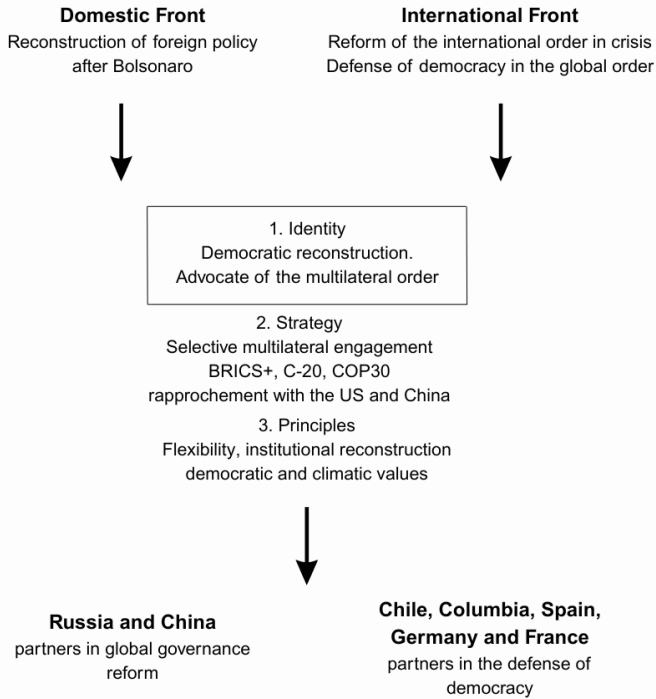 Domestic Front
Reconstruction of foreign policy
after Bolsonaro
International Front
Reform of the international order in crisis
Defense of democracy in the global order
1. Identity
Democratic reconstruction.
Advocate of the multilateral order
2. Strategy
Selective multilateral engagement
BRICS+, C-20, COP30
rapprochement with the US and China
3. Principles
Flexibility, institutional reconstruction
democratic and climatic values
Russia and China
partners in global governance
reform
Chile, Columbia, Spain,
Germany and France
partners in the defense of
democracy